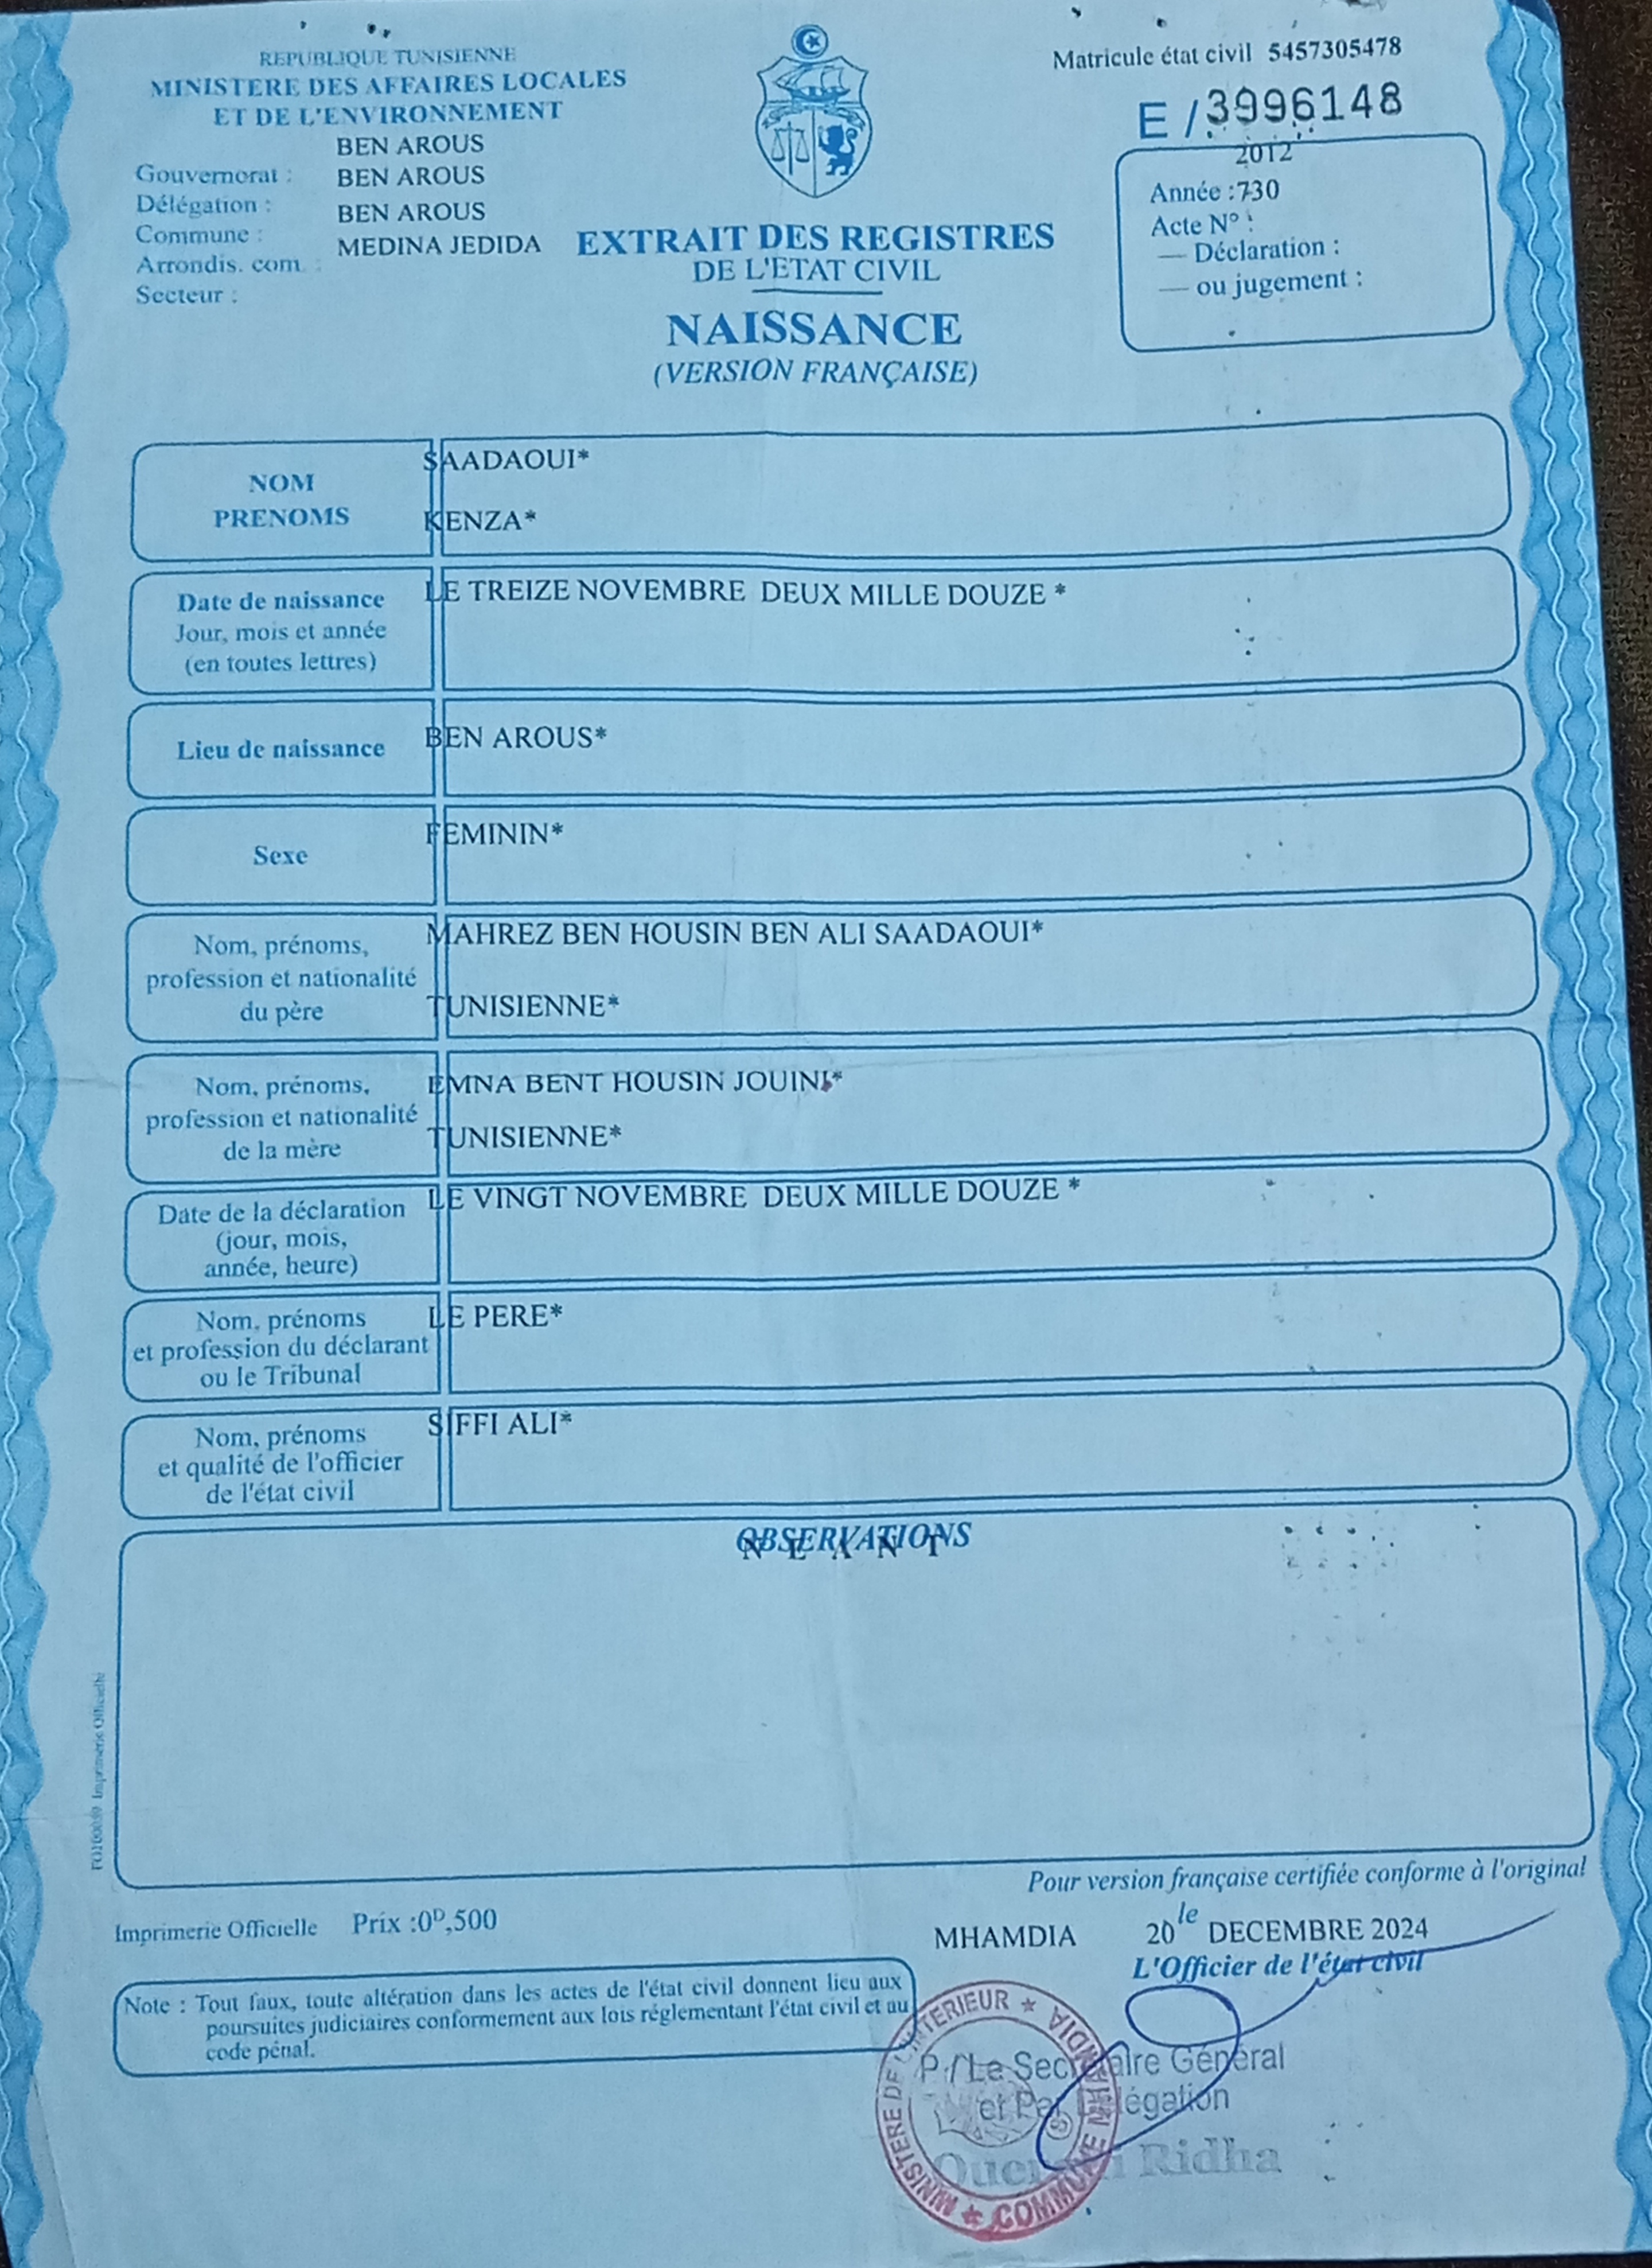 REPUBLIQUE TUNISIENNE
MINISTERE DES AFFAIRES LOCALES
ET DE L'ENVIRONNEMENT
BEN AROUS
Gouvernorat : BEN AROUS
Délégation : BEN AROUS
Commune : MEDINA JEDIDA
Arrondis. com. :
Secteur :
Matricule état civil 5457305478
E / 3996148
2012
Année :730
Acte N° :
— Déclaration :
— ou jugement :
EXTRAIT DES REGISTRES
DE L'ETAT CIVIL
NAISSANCE
(VERSION FRANÇAISE)
NOM
PRENOMS
SAADAOUI*
KENZA*
Date de naissance
Jour, mois et année
(en toutes lettres)
LE TREIZE NOVEMBRE DEUX MILLE DOUZE *
Lieu de naissance
BEN AROUS*
Sexe
FEMININ*
Nom, prénoms,
profession et nationalité
du père
MAHREZ BEN HOUSIN BEN ALI SAADAOUI*
TUNISIENNE*
Nom, prénoms,
profession et nationalité
de la mère
EMNA BENT HOUSIN JOUINI*
TUNISIENNE*
Date de la déclaration
(jour, mois,
année, heure)
LE VINGT NOVEMBRE DEUX MILLE DOUZE *
Nom, prénoms
et profession du déclarant
ou le Tribunal
LE PERE*
Nom, prénoms
et qualité de l'officier
de l'état civil
SIFFI ALI*
OBSERVATIONS
N E A N T
Imprimerie Officielle
Pour version française certifiée conforme à l'original
Imprimerie Officielle Prix :0ᴰ,500
MHAMDIA le 20 DECEMBRE 2024
L'Officier de l'état civil
Note : Tout faux, toute altération dans les actes de l'état civil donnent lieu aux
poursuites judiciaires conformement aux lois réglementant l'état civil et au
code pénal.
P / Le Secrétaire Général
et Par Délégation
Ridha
MINISTERE DE L'INTERIEUR * COMMUNE MHAMDIA *